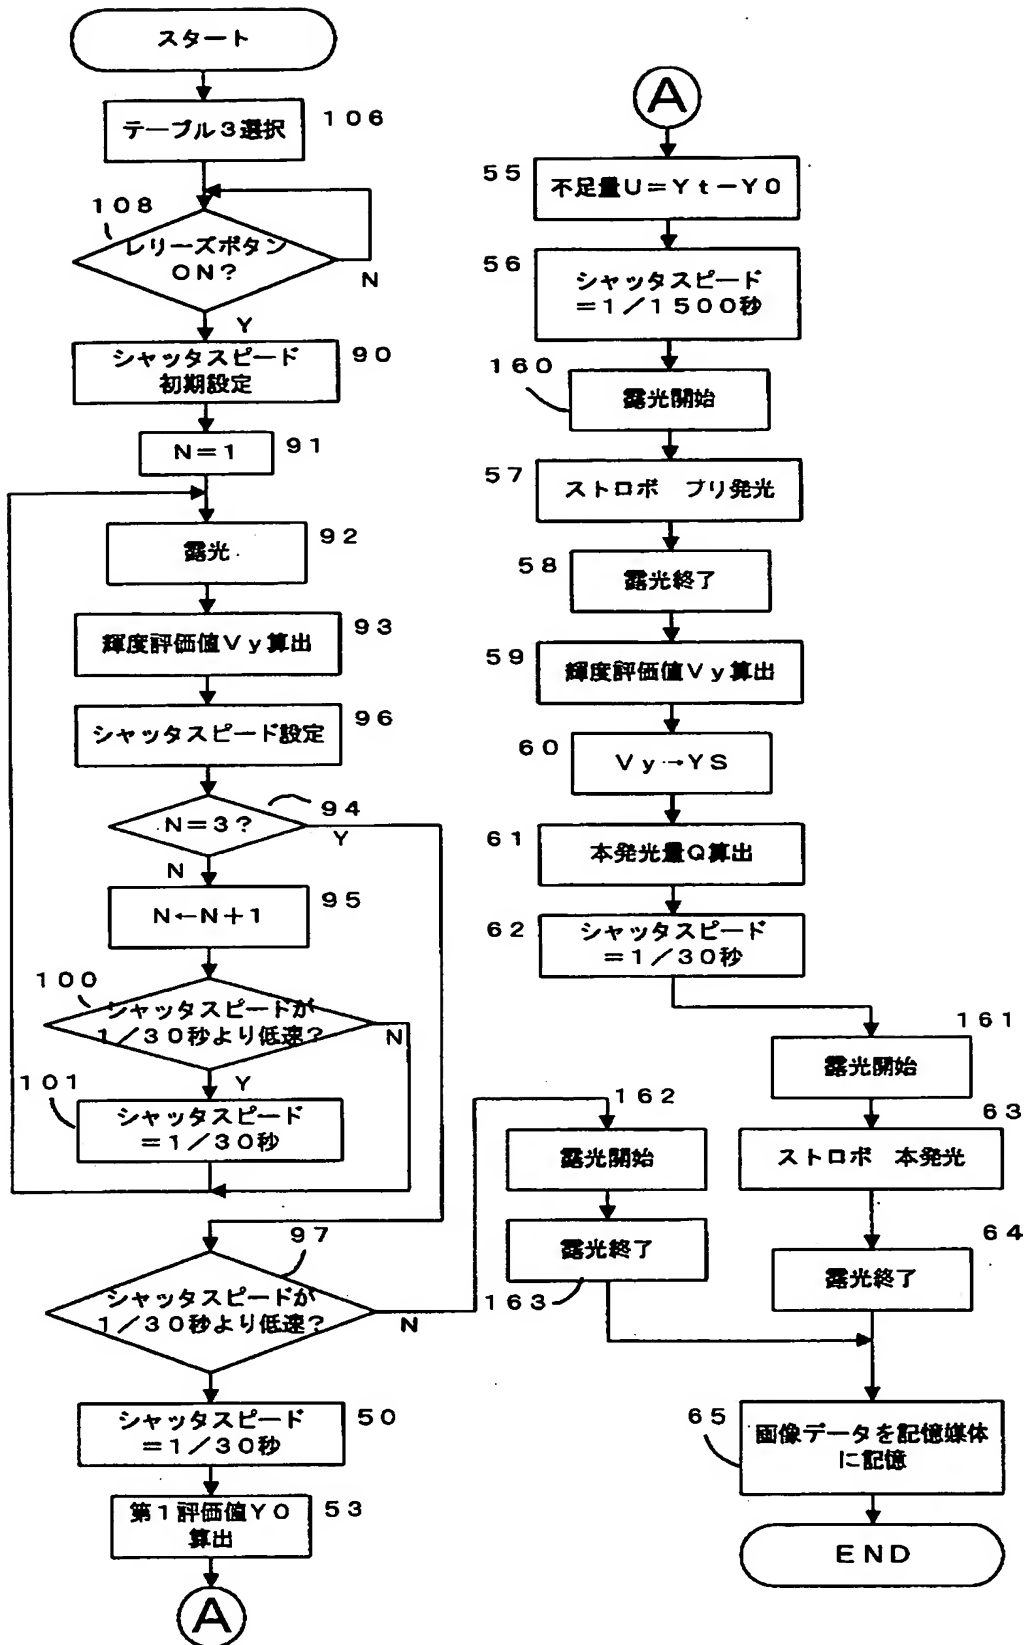 スタート
テーブル3選択
106
108
レリーズボタン
ON?
N
Y
シャッタスピード
初期設定
90
N=1
91
露光
92
輝度評価値Vy算出
93
シャッタスピード設定
96
N=3?
94
Y
N
N←N+1
95
100
シャッタスピードが
1/30秒より低速?
N
Y
101
シャッタスピード
=1/30秒
97
シャッタスピードが
1/30秒より低速?
N
シャッタスピード
=1/30秒
50
第1評価値Y0
算出
53
A
A
55
不足量U=Yt-Y0
56
シャッタスピード
=1/1500秒
160
露光開始
57
ストロボ プリ発光
58
露光終了
59
輝度評価値Vy算出
60
Vy→YS
61
本発光量Q算出
62
シャッタスピード
=1/30秒
161
露光開始
63
ストロボ 本発光
64
露光終了
162
露光開始
露光終了
163
65
画像データを記憶媒体
に記憶
END